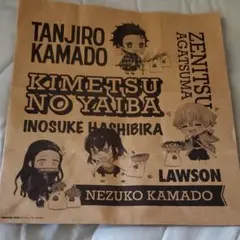 TANJIRO
KAMADO
ZENITSU
AGATSUMA
KIMETSU
NO YAIBA
INOSUKE HASHIBIRA
LAWSON
NEZUKO KAMADO